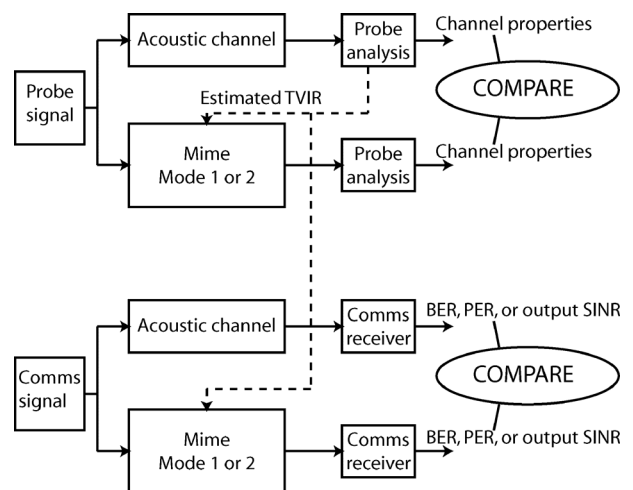 Acoustic channel
Probe
analysis
Channel properties
Probe
signal
Estimated TVIR
COMPARE
Mime
Mode 1 or 2
Probe
analysis
Channel properties
Acoustic channel
Comms
receiver
BER, PER, or output SINR
Comms
signal
COMPARE
Mime
Mode 1 or 2
Comms
receiver
BER, PER, or output SINR